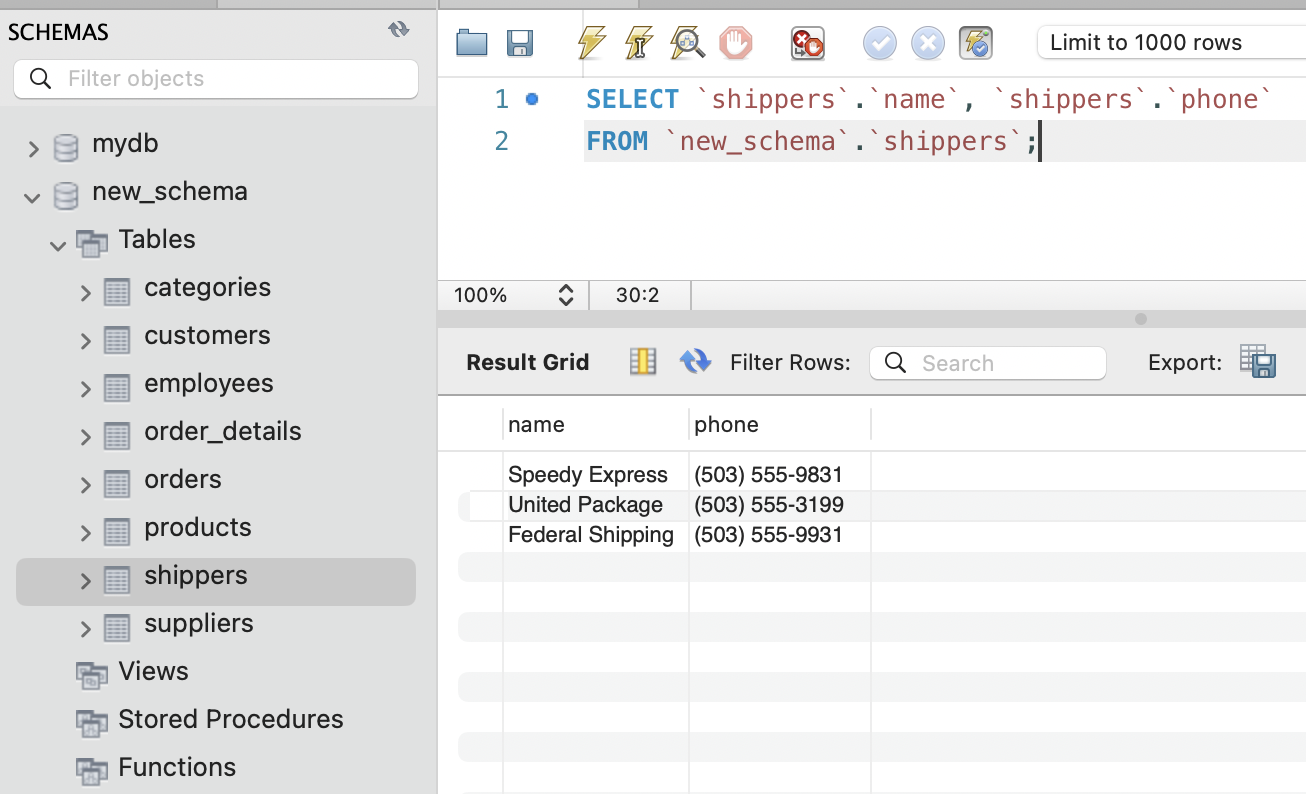 SCHEMAS
Filter objects
mydb
new_schema
Tables
categories
customers
employees
order_details
orders
products
shippers
suppliers
Views
Stored Procedures
Functions
Limit to 1000 rows
1 SELECT `shippers`.`name`, `shippers`.`phone`
2 FROM `new_schema`.`shippers`;
100% 30:2
Result Grid Filter Rows: Search Export:
name phone
Speedy Express (503) 555-9831
United Package (503) 555-3199
Federal Shipping (503) 555-9931